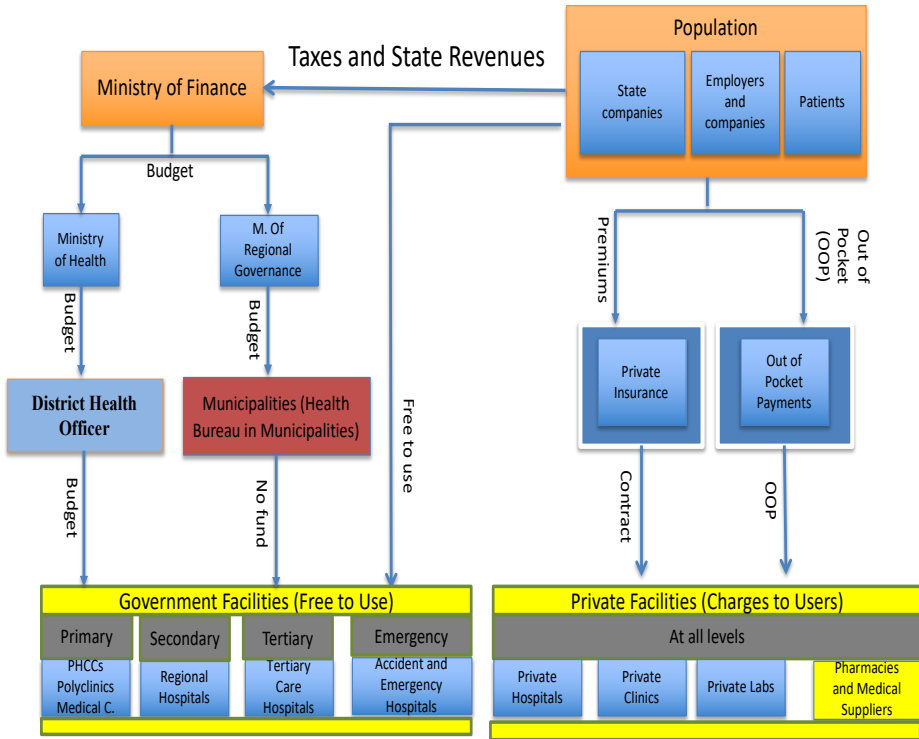 Population
Taxes and State Revenues
Ministry of Finance
State
companies
Employers
and
companies
Patients
Budget
Ministry
of Health
M. Of
Regional
Governance
Premiums
Out of
Pocket
(OOP)
Budget
Budget
Private
Insurance
Out of
Pocket
Payments
District Health
Officer
Municipalities (Health
Bureau in Municipalities)
Free to use
Budget
No fund
Contract
OOP
Government Facilities (Free to Use)
Primary
Secondary
Tertiary
Emergency
PHCCs
Polyclinics
Medical C.
Regional
Hospitals
Tertiary
Care
Hospitals
Accident and
Emergency
Hospitals
Private Facilities (Charges to Users)
At all levels
Private
Hospitals
Private
Clinics
Private Labs
Pharmacies
and Medical
Suppliers